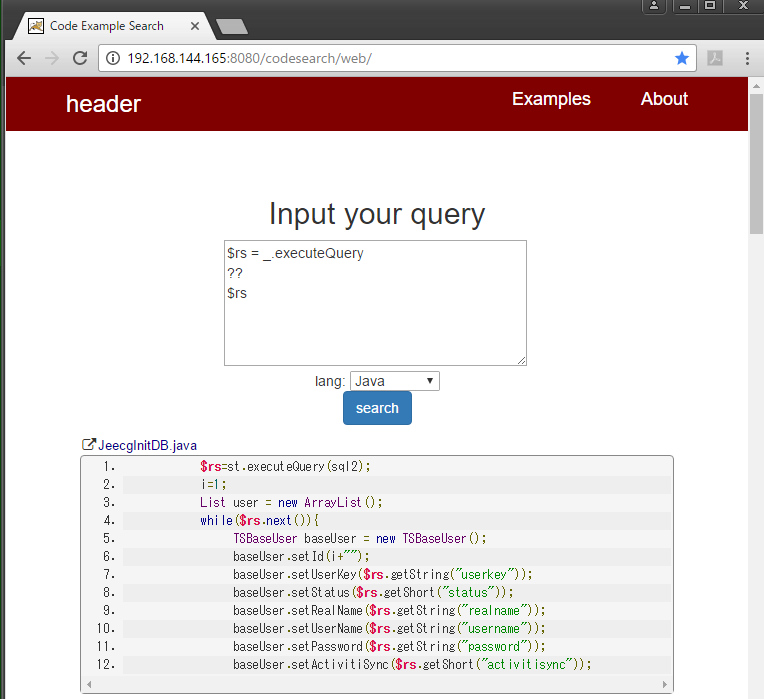 Code Example Search
192.168.144.165:8080/codesearch/web/
header Examples About
Input your query
$rs = _.executeQuery
??
$rs
lang: Java
search
JeecgInitDB.java
1. $rs=st.executeQuery(sql2);
2. i=1;
3. List user = new ArrayList();
4. while($rs.next()){
5. TSBaseUser baseUser = new TSBaseUser();
6. baseUser.setId(i+"");
7. baseUser.setUserKey($rs.getString("userkey"));
8. baseUser.setStatus($rs.getShort("status"));
9. baseUser.setRealName($rs.getString("realname"));
10. baseUser.setUserName($rs.getString("username"));
11. baseUser.setPassword($rs.getString("password"));
12. baseUser.setActivitiSync($rs.getShort("activitisync"));